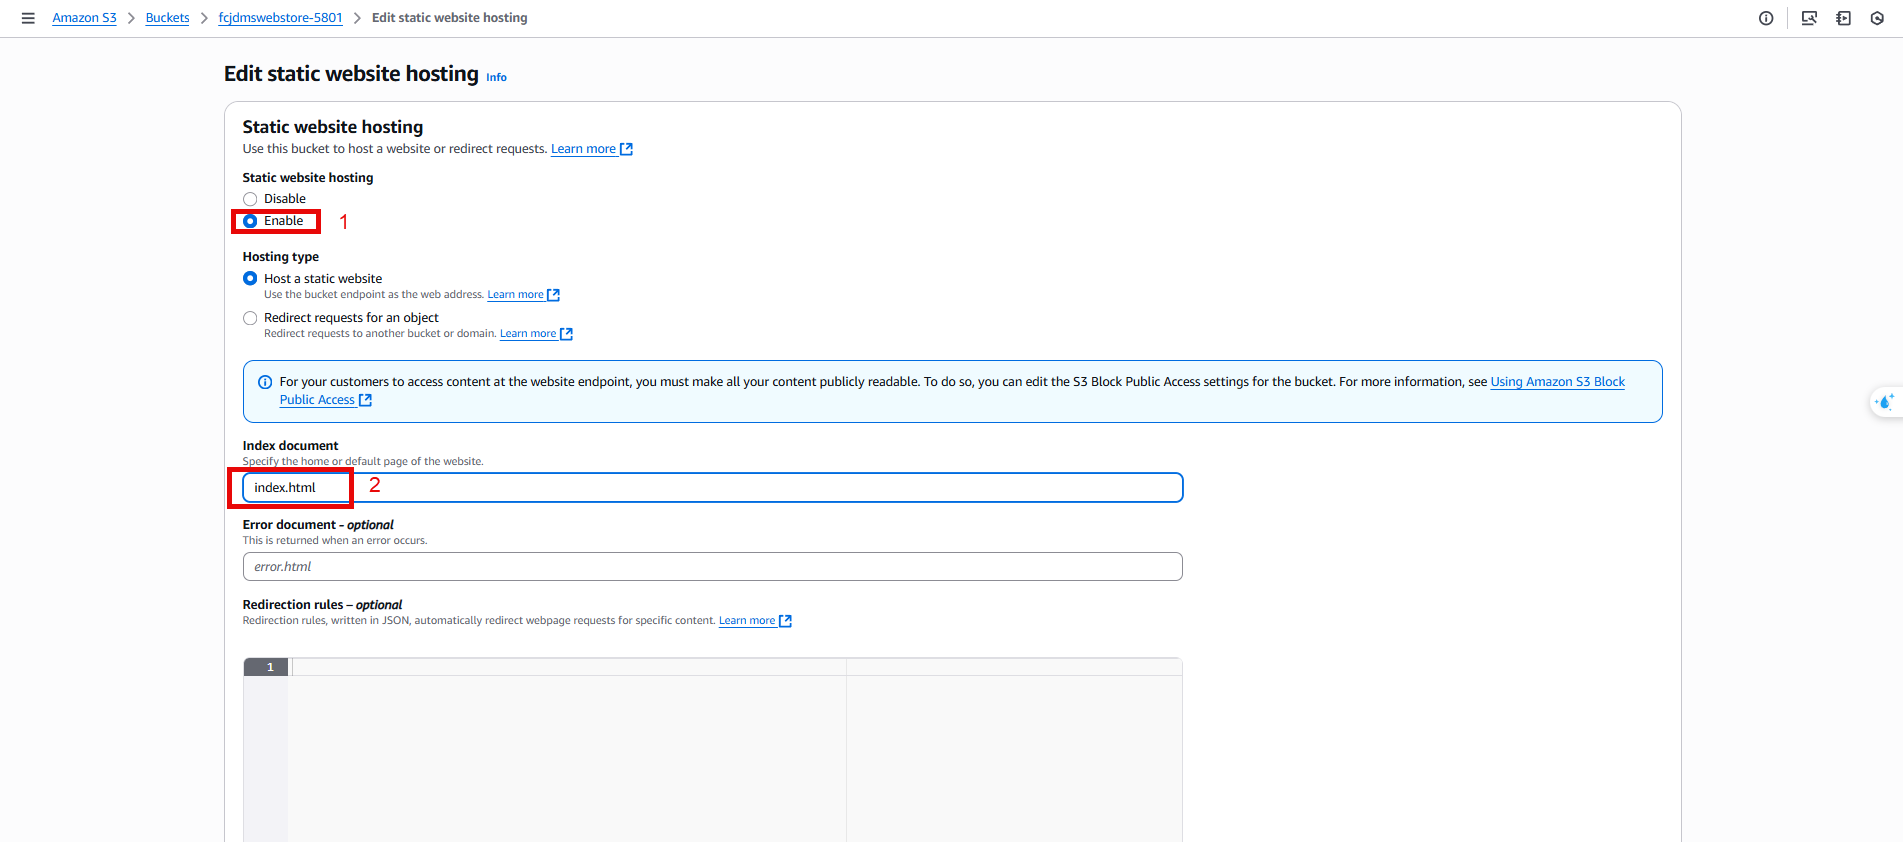 Amazon S3 Buckets fcjdmswebstore-5801 Edit static website hosting
Edit static website hosting Info
Static website hosting
Use this bucket to host a website or redirect requests. Learn more
Static website hosting
Disable
Enable 1
Hosting type
Host a static website
Use the bucket endpoint as the web address. Learn more
Redirect requests for an object
Redirect requests to another bucket or domain. Learn more
For your customers to access content at the website endpoint, you must make all your content publicly readable. To do so, you can edit the S3 Block Public Access settings for the bucket. For more information, see Using Amazon S3 Block
Public Access
Index document
Specify the home or default page of the website.
index.html 2
Error document - optional
This is returned when an error occurs.
error.html
Redirection rules – optional
Redirection rules, written in JSON, automatically redirect webpage requests for specific content. Learn more
1